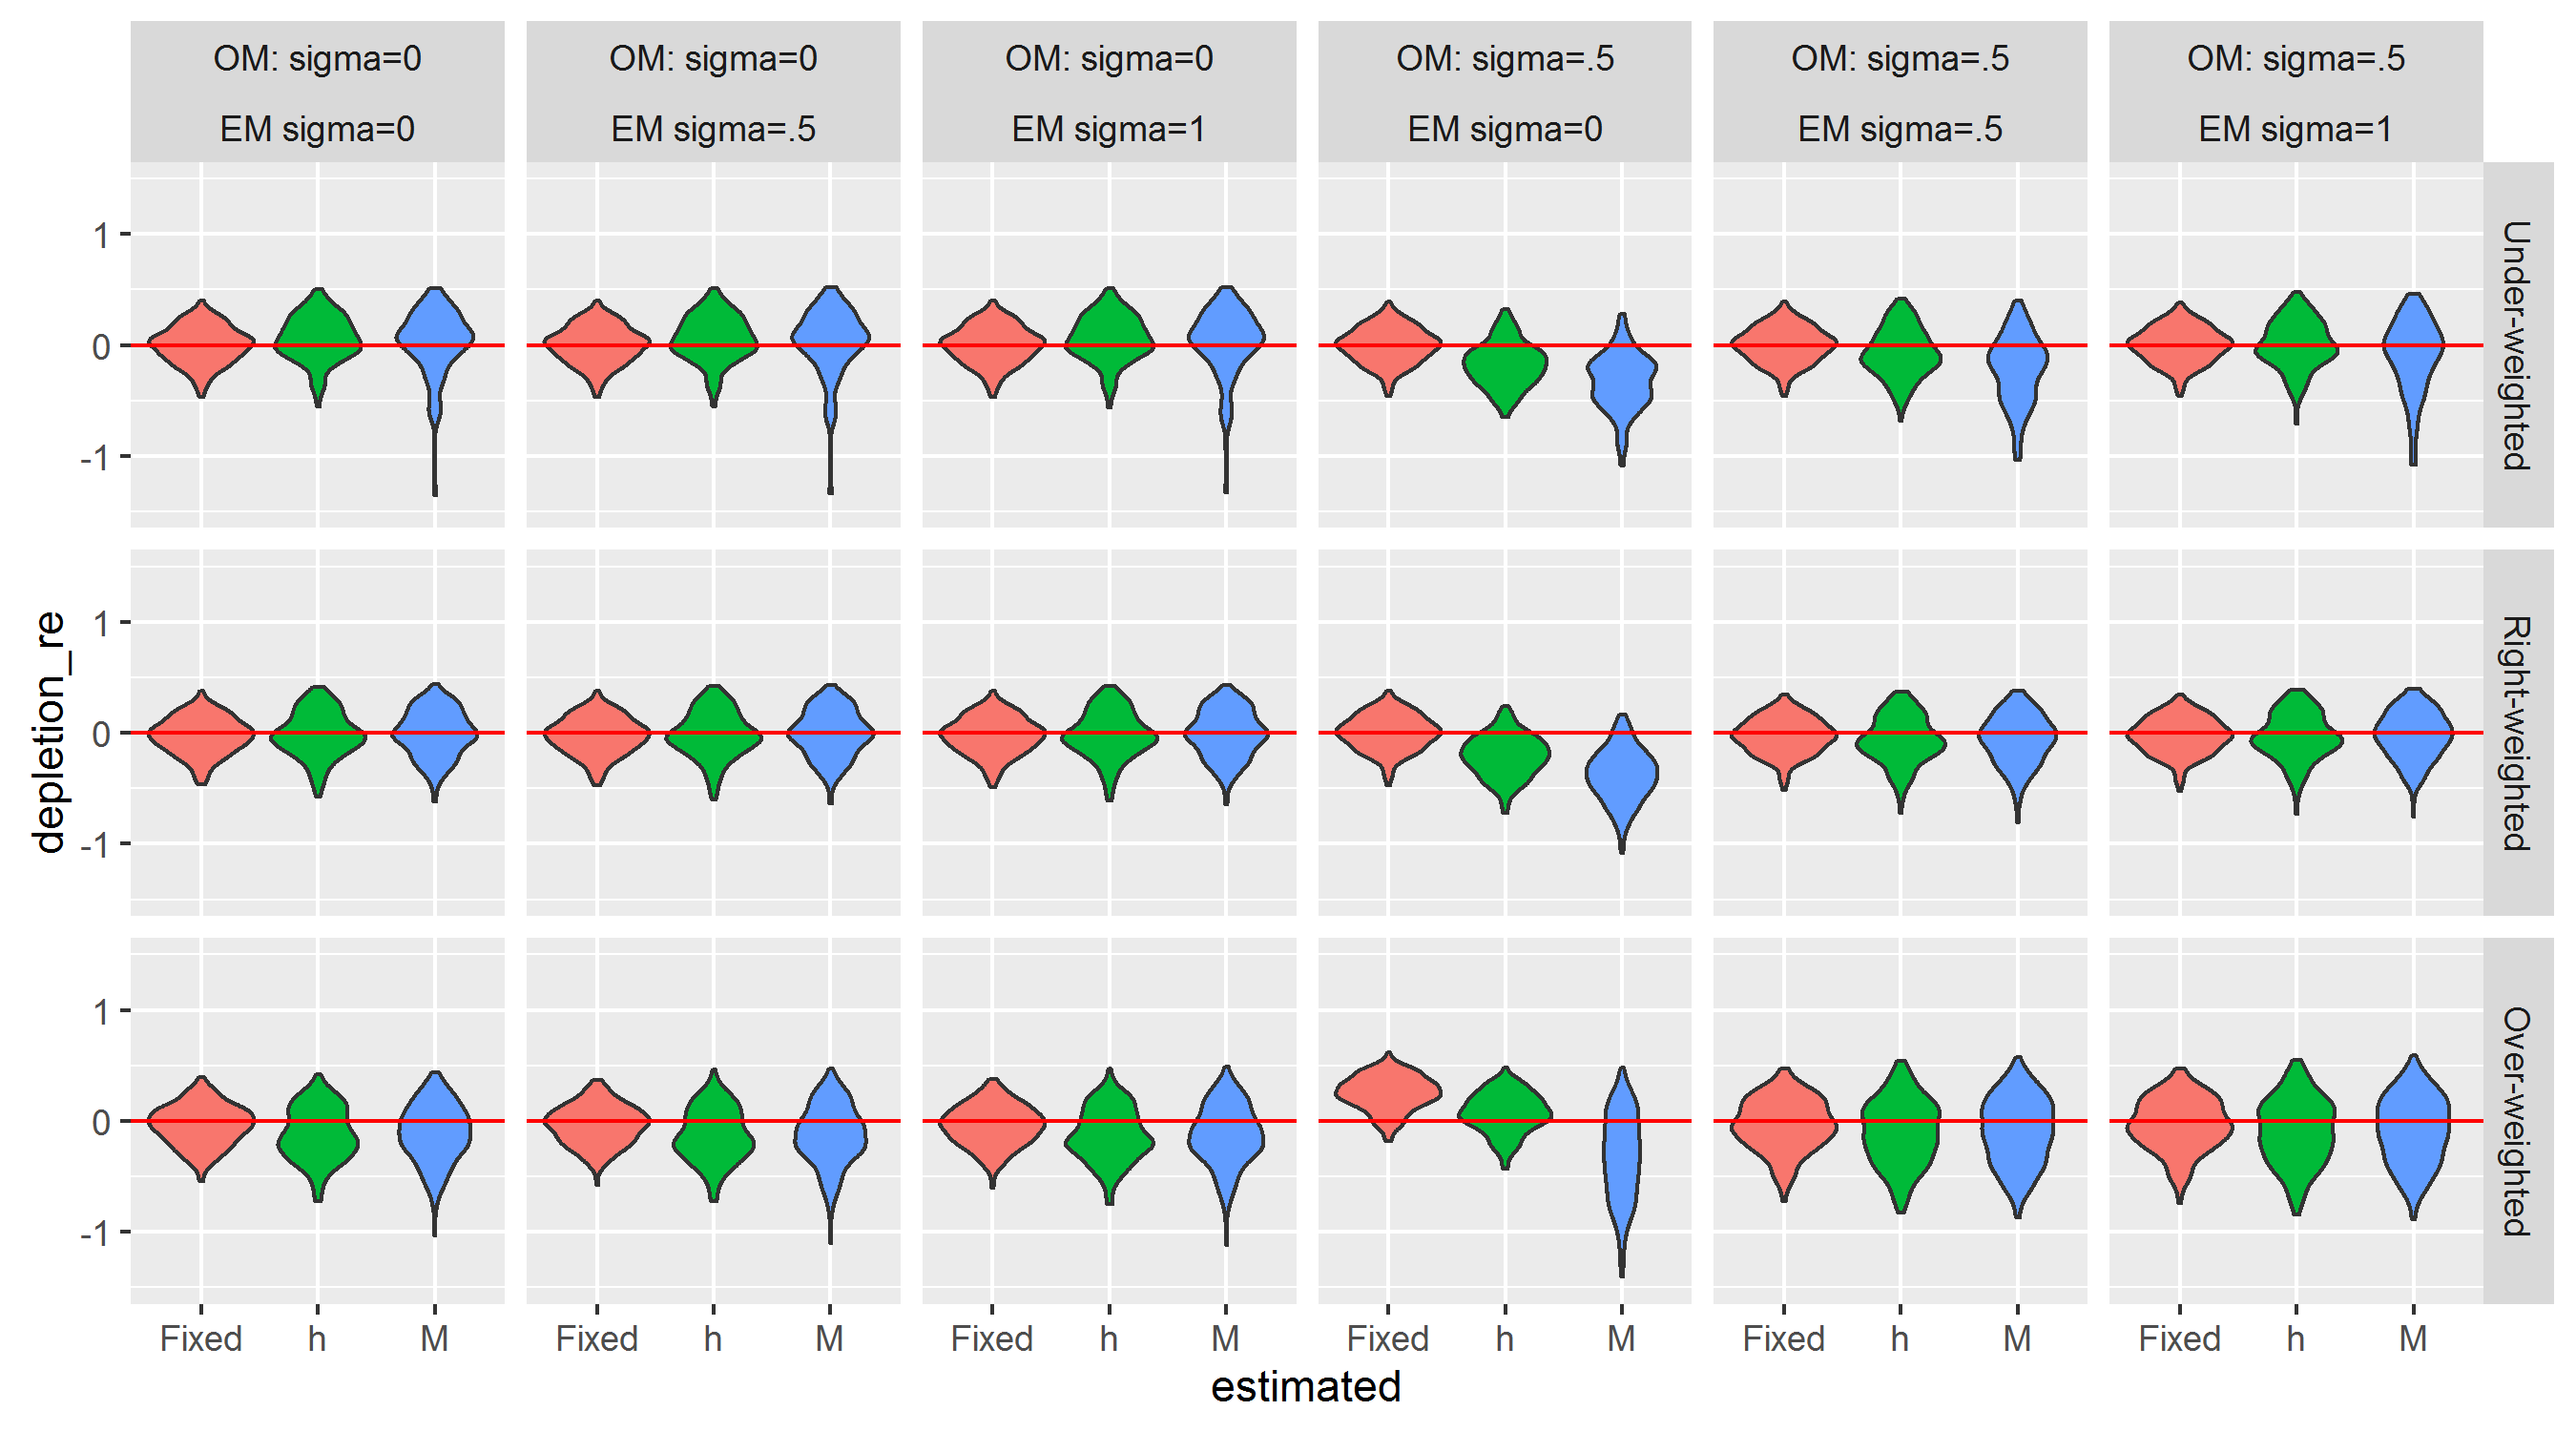 OM: sigma=0 OM: sigma=0 OM: sigma=0 OM: sigma=.5 OM: sigma=.5 OM: sigma=.5
EM sigma=0 EM sigma=.5 EM sigma=1 EM sigma=0 EM sigma=.5 EM sigma=1
1
0
-1
Under-weighted
depletion_re
1
0
-1
Right-weighted
1
0
-1
Over-weighted
Fixed h M Fixed h M Fixed h M Fixed h M Fixed h M Fixed h M
estimated